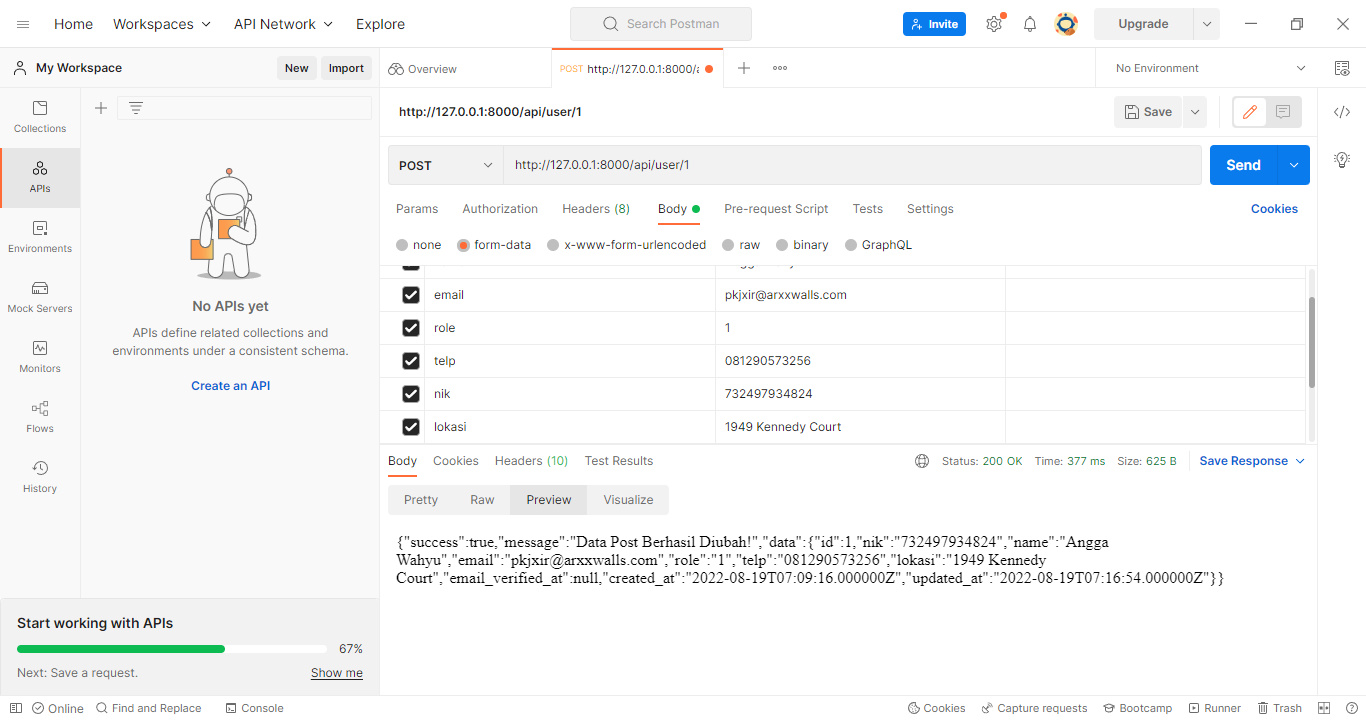 Home Workspaces API Network Explore Search Postman Invite Upgrade
My Workspace New Import Overview POST http://127.0.0.1:8000/a No Environment
Collections
APIs
Environments
Mock Servers
Monitors
Flows
History
No APIs yet
APIs define related collections and
environments under a consistent schema.
Create an API
Start working with APIs
67%
Next: Save a request. Show me
http://127.0.0.1:8000/api/user/1 Save
POST http://127.0.0.1:8000/api/user/1 Send
Params Authorization Headers (8) Body Pre-request Script Tests Settings Cookies
none form-data x-www-form-urlencoded raw binary GraphQL
email pkjxir@arxxwalls.com
role 1
telp 081290573256
nik 732497934824
lokasi 1949 Kennedy Court
Body Cookies Headers (10) Test Results Status: 200 OK Time: 377 ms Size: 625 B Save Response
Pretty Raw Preview Visualize
{"success":true,"message":"Data Post Berhasil Diubah!","data":{"id":1,"nik":"732497934824","name":"Angga
Wahyu","email":"pkjxir@arxxwalls.com","role":"1","telp":"081290573256","lokasi":"1949 Kennedy
Court","email_verified_at":null,"created_at":"2022-08-19T07:09:16.000000Z","updated_at":"2022-08-19T07:16:54.000000Z"}}
Online Find and Replace Console Cookies Capture requests Bootcamp Runner Trash